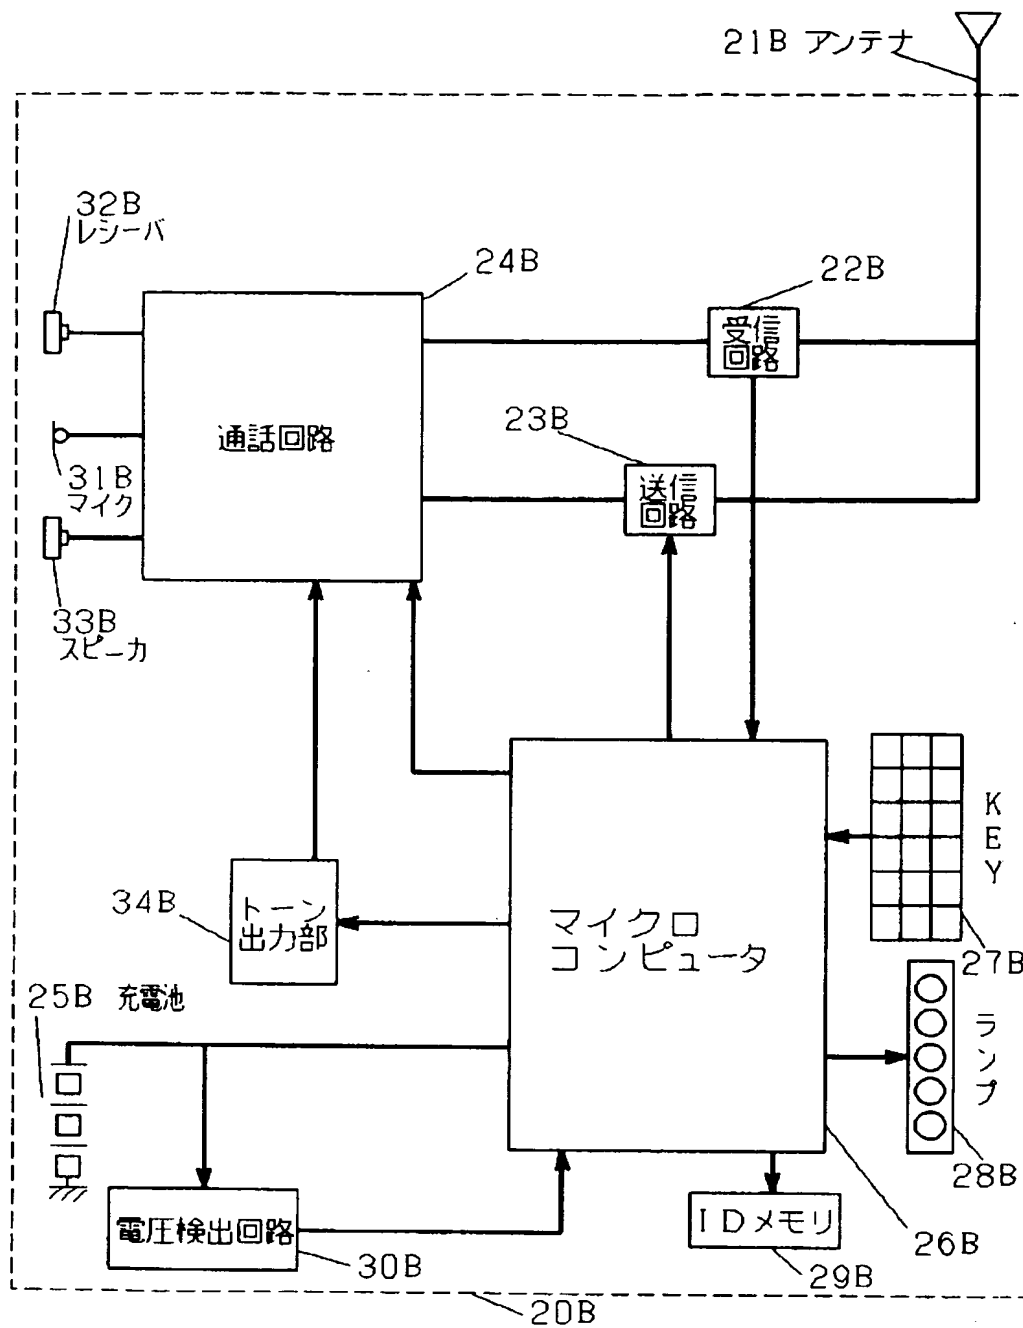 21B アンテナ
32B
レシーバ
24B
22B
受信
回路
23B
通話回路
送信
回路
31B
マイク
33B
スピーカ
KEY
34B
トーン
出力部
マイクロ
コンピュータ
27B
25B 充電池
ランプ
28B
電圧検出回路
30B
IDメモリ
29B
26B
20B